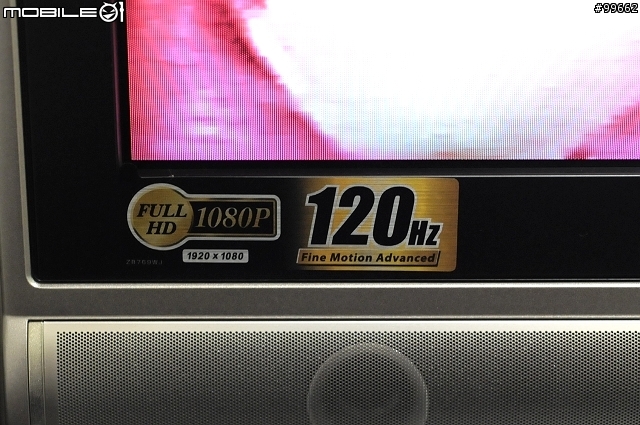 MOBILE01
#99662
FULL HD
1080P
1920 x 1080
120Hz
Fine Motion Advanced